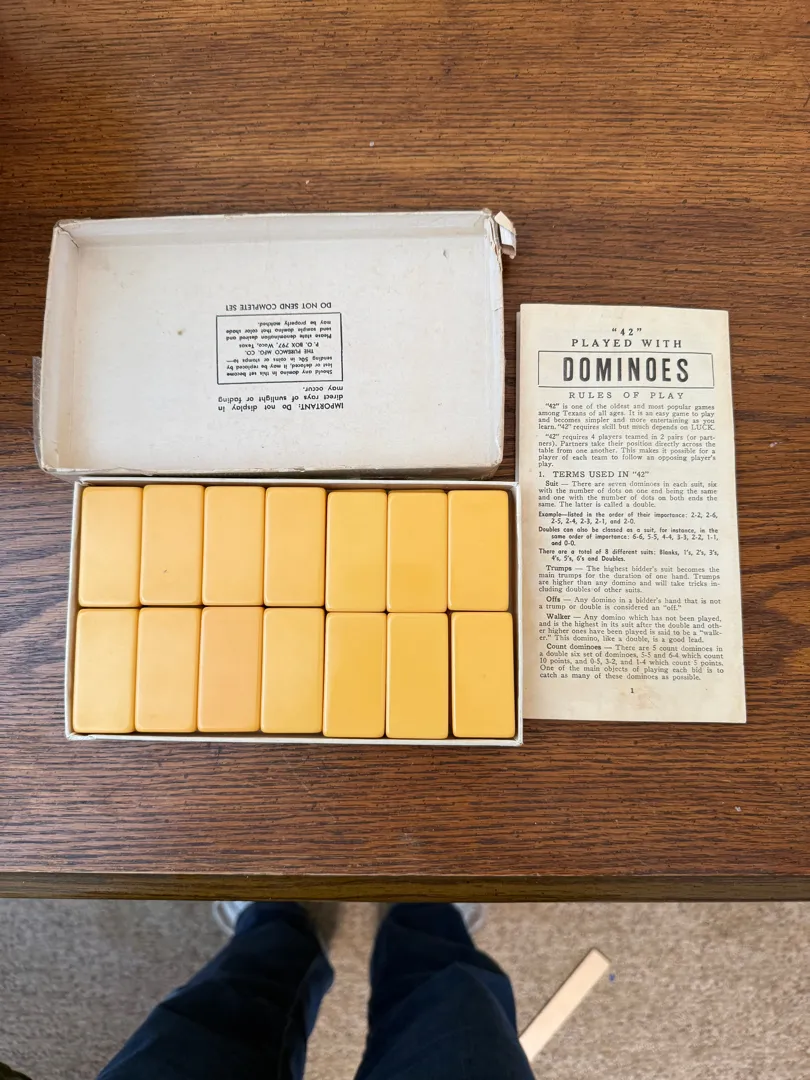 IMPORTANT: Do not display in
direct rays of sunlight or fading
may occur.
Should any domino in this set become
lost or defaced, it may be replaced by
sending 50c in coins or stamps to—
THE PUREMCO MFG. CO.
P. O. BOX 797, Waco, Texas
Please state denomination desired and
send sample domino that color shade
may be properly matched.
DO NOT SEND COMPLETE SET
"42"
PLAYED WITH
DOMINOES
RULES OF PLAY
"42" is one of the oldest and most popular games
among Texans of all ages. It is an easy game to play
and becomes simpler and more entertaining as you
learn. "42" requires skill but much depends on LUCK.
"42" requires 4 players teamed in 2 pairs (or part-
ners). Partners take their position directly across the
table from one another. This makes it possible for a
player of each team to follow an opposing player's
play.
1. TERMS USED IN "42"
Suit — There are seven dominoes in each suit, six
with the number of dots on one end being the same
and one with the number of dots on both ends the
same. The latter is called a double.
Example—listed in the order of their importance: 2-2, 2-6,
2-5, 2-4, 2-3, 2-1, and 2-0.
Doubles can also be classed as a suit, for instance, in the
same order of importance: 6-6, 5-5, 4-4, 3-3, 2-2, 1-1,
and 0-0.
There are a total of 8 different suits: Blanks, 1's, 2's, 3's,
4's, 5's, 6's and Doubles.
Trumps — The highest bidder's suit becomes the
main trumps for the duration of one hand. Trumps
are higher than any domino and will take tricks in-
cluding doubles of other suits.
Offs — Any domino in a bidder's hand that is not
a trump or double is considered an "off."
Walker — Any domino which has not been played,
and is the highest in its suit after the double and oth-
er higher ones have been played is said to be a "walk-
er." This domino, like a double, is a good lead.
Count dominoes — There are 5 count dominoes in
a double six set of dominoes, 5-5 and 6-4 which count
10 points, and 0-5, 3-2, and 1-4 which count 5 points.
One of the main objects of playing each bid is to
catch as many of these dominoes as possible.
1